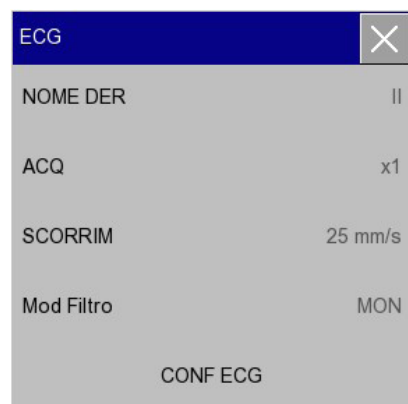 ECG
NOME DER II
ACQ x1
SCORRIM 25 mm/s
Mod Filtro MON
CONF ECG